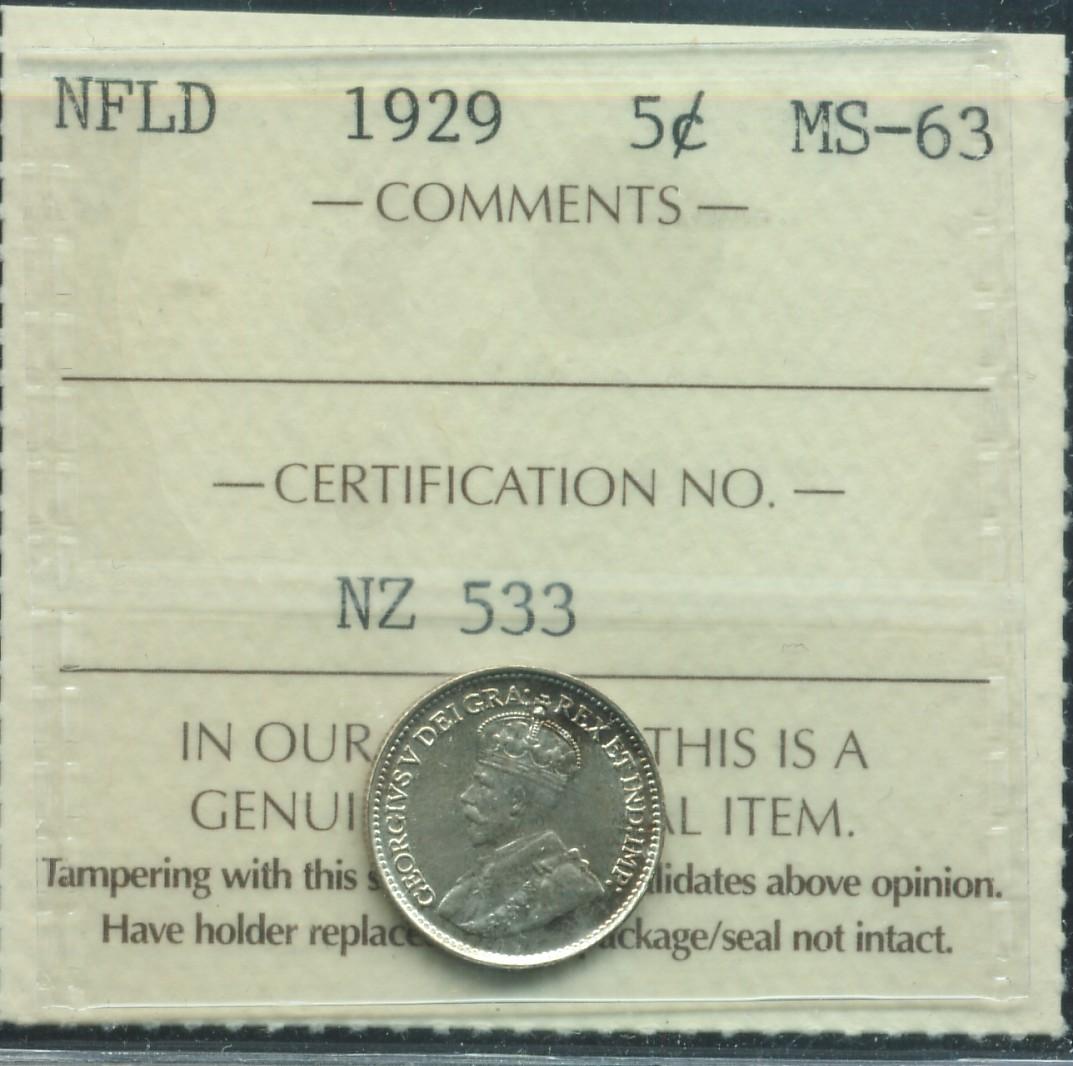 NFLD 1929 5¢ MS-63
— COMMENTS —
— CERTIFICATION NO. —
NZ 533
IN OUR THIS IS A
GENUI AL ITEM.
Tampering with this s lidates above opinion.
Have holder replace ackage/seal not intact.
GEORGIVS V DEI GRA: REX ET IND:IMP: